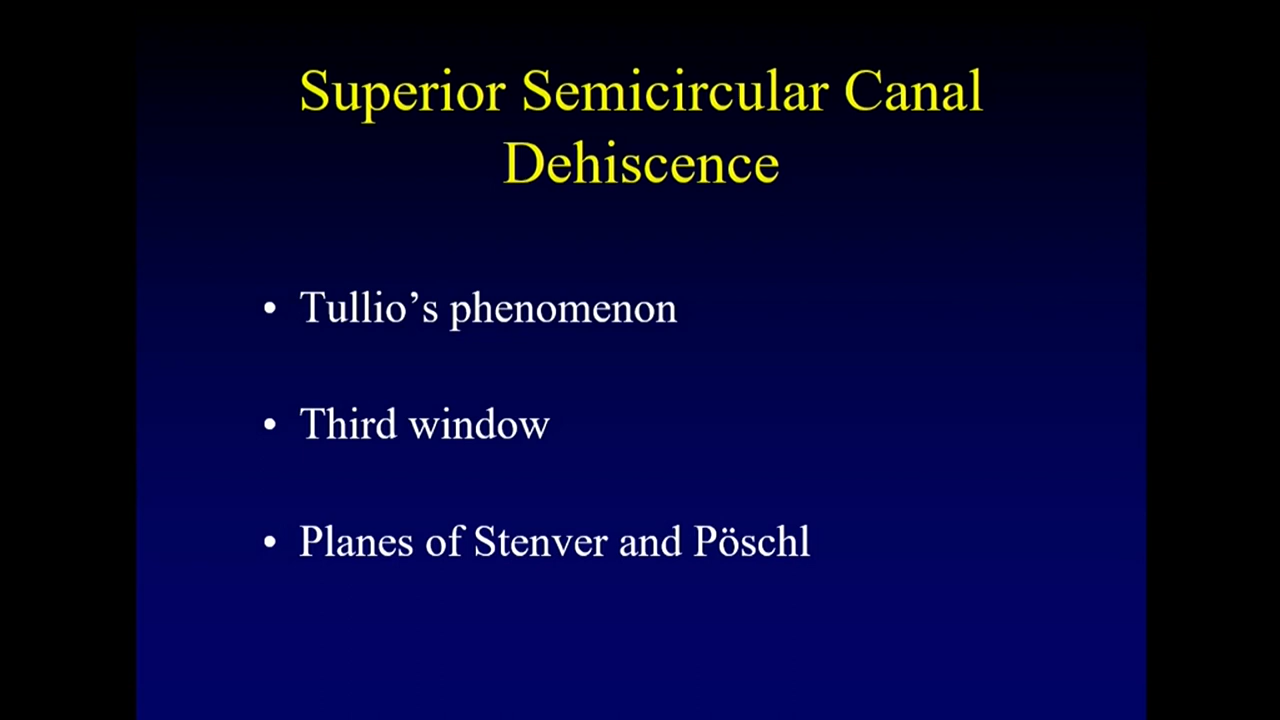 Superior Semicircular Canal
Dehiscence
• Tullio’s phenomenon
• Third window
• Planes of Stenver and Pöschl